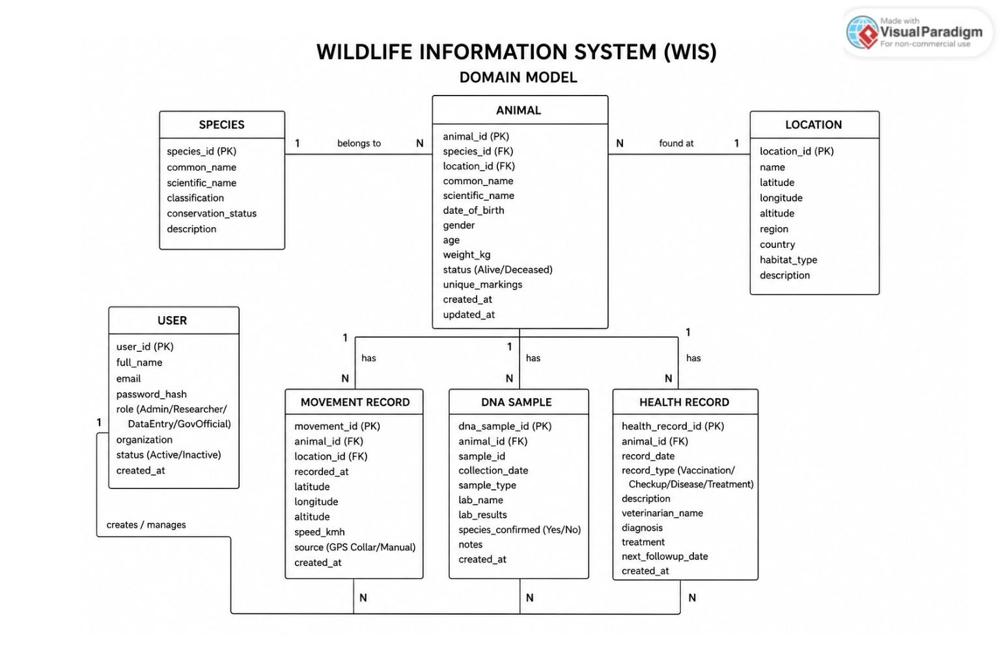 Made with
Visual Paradigm
For non-commercial use
WILDLIFE INFORMATION SYSTEM (WIS)
DOMAIN MODEL
SPECIES
species_id (PK)
common_name
scientific_name
classification
conservation_status
description
1
belongs to
N
ANIMAL
animal_id (PK)
species_id (FK)
location_id (FK)
common_name
scientific_name
date_of_birth
gender
age
weight_kg
status (Alive/Deceased)
unique_markings
created_at
updated_at
N
found at
1
LOCATION
location_id (PK)
name
latitude
longitude
altitude
region
country
habitat_type
description
USER
user_id (PK)
full_name
email
password_hash
role (Admin/Researcher/
DataEntry/GovOfficial)
organization
status (Active/Inactive)
created_at
1
creates / manages
1
has
N
1
has
N
1
has
N
MOVEMENT RECORD
movement_id (PK)
animal_id (FK)
location_id (FK)
recorded_at
latitude
longitude
altitude
speed_kmh
source (GPS Collar/Manual)
created_at
N
DNA SAMPLE
dna_sample_id (PK)
animal_id (FK)
sample_id
collection_date
sample_type
lab_name
lab_results
species_confirmed (Yes/No)
notes
created_at
N
HEALTH RECORD
health_record_id (PK)
animal_id (FK)
record_date
record_type (Vaccination/
Checkup/Disease/Treatment)
description
veterinarian_name
diagnosis
treatment
next_followup_date
created_at
N